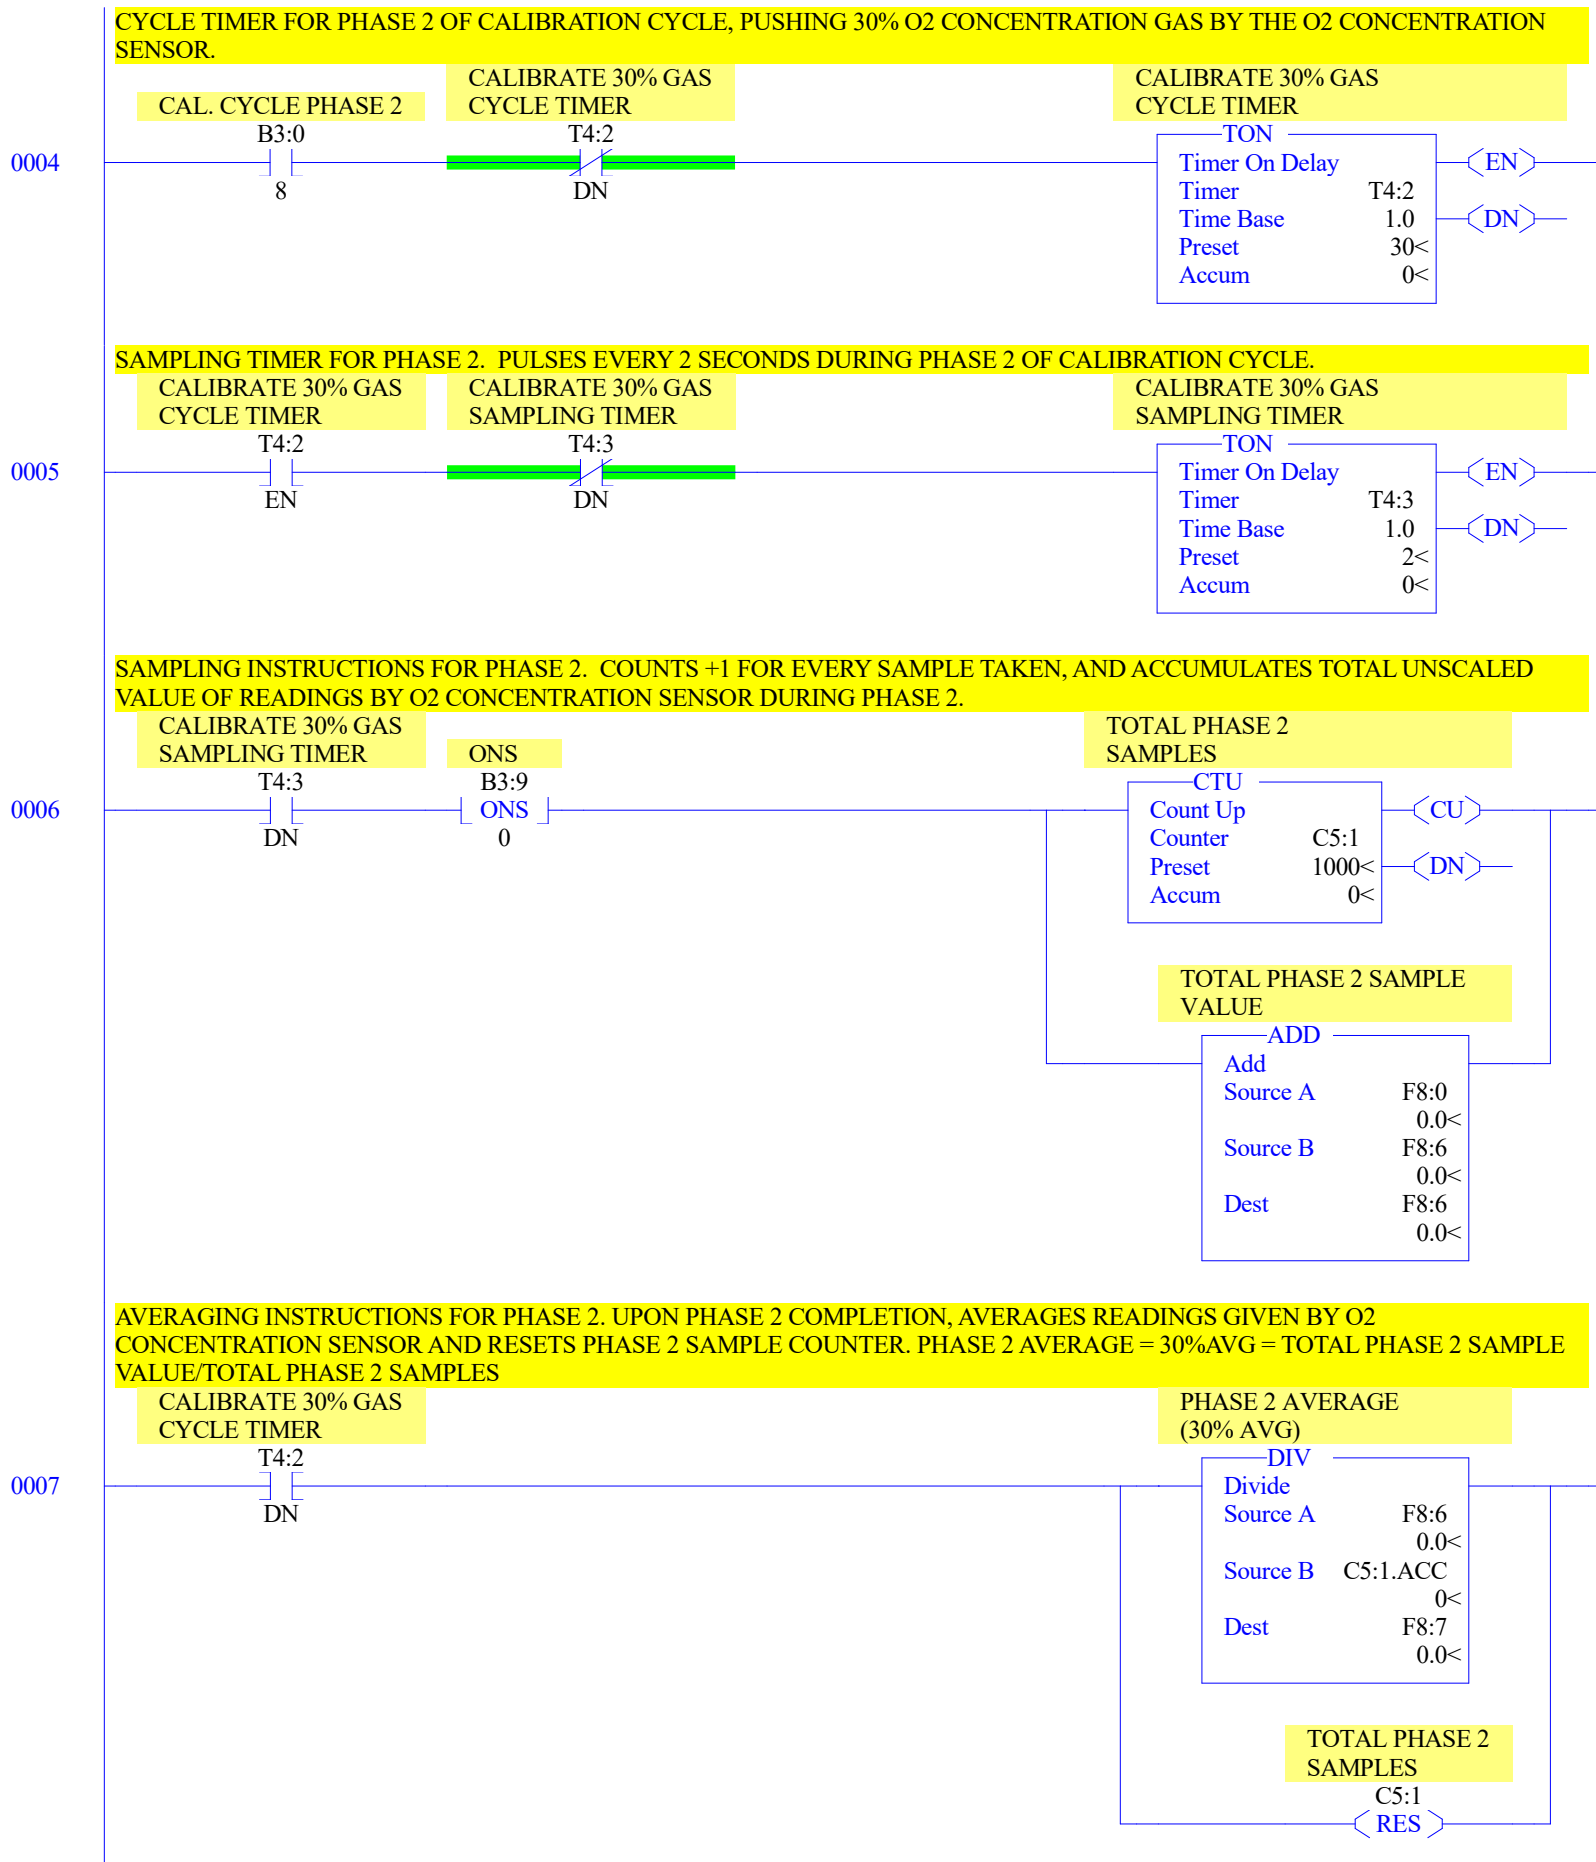 CYCLE TIMER FOR PHASE 2 OF CALIBRATION CYCLE, PUSHING 30% O2 CONCENTRATION GAS BY THE O2 CONCENTRATION
SENSOR.
CALIBRATE 30% GAS
CYCLE TIMER
CALIBRATE 30% GAS
CYCLE TIMER
CAL. CYCLE PHASE 2
B3:0
T4:2
TON
0004
Timer On Delay
EN
8
DN
Timer T4:2
Time Base 1.0
DN
Preset 30<
Accum 0<
SAMPLING TIMER FOR PHASE 2.  PULSES EVERY 2 SECONDS DURING PHASE 2 OF CALIBRATION CYCLE.
CALIBRATE 30% GAS
CYCLE TIMER
CALIBRATE 30% GAS
SAMPLING TIMER
CALIBRATE 30% GAS
SAMPLING TIMER
T4:2
T4:3
TON
0005
Timer On Delay
EN
EN
DN
Timer T4:3
Time Base 1.0
DN
Preset 2<
Accum 0<
SAMPLING INSTRUCTIONS FOR PHASE 2.  COUNTS +1 FOR EVERY SAMPLE TAKEN, AND ACCUMULATES TOTAL UNSCALED
VALUE OF READINGS BY O2 CONCENTRATION SENSOR DURING PHASE 2.
CALIBRATE 30% GAS
SAMPLING TIMER
ONS
TOTAL PHASE 2
SAMPLES
T4:3
B3:9
CTU
0006
ONS
Count Up
CU
DN
0
Counter C5:1
Preset 1000<
DN
Accum 0<
TOTAL PHASE 2 SAMPLE
VALUE
ADD
Add
Source A F8:0
0.0<
Source B F8:6
0.0<
Dest F8:6
0.0<
AVERAGING INSTRUCTIONS FOR PHASE 2. UPON PHASE 2 COMPLETION, AVERAGES READINGS GIVEN BY O2
CONCENTRATION SENSOR AND RESETS PHASE 2 SAMPLE COUNTER. PHASE 2 AVERAGE = 30%AVG = TOTAL PHASE 2 SAMPLE
VALUE/TOTAL PHASE 2 SAMPLES
CALIBRATE 30% GAS
CYCLE TIMER
PHASE 2 AVERAGE
(30% AVG)
T4:2
DIV
0007
Divide
DN
Source A F8:6
0.0<
Source B C5:1.ACC
0<
Dest F8:7
0.0<
TOTAL PHASE 2
SAMPLES
C5:1
RES